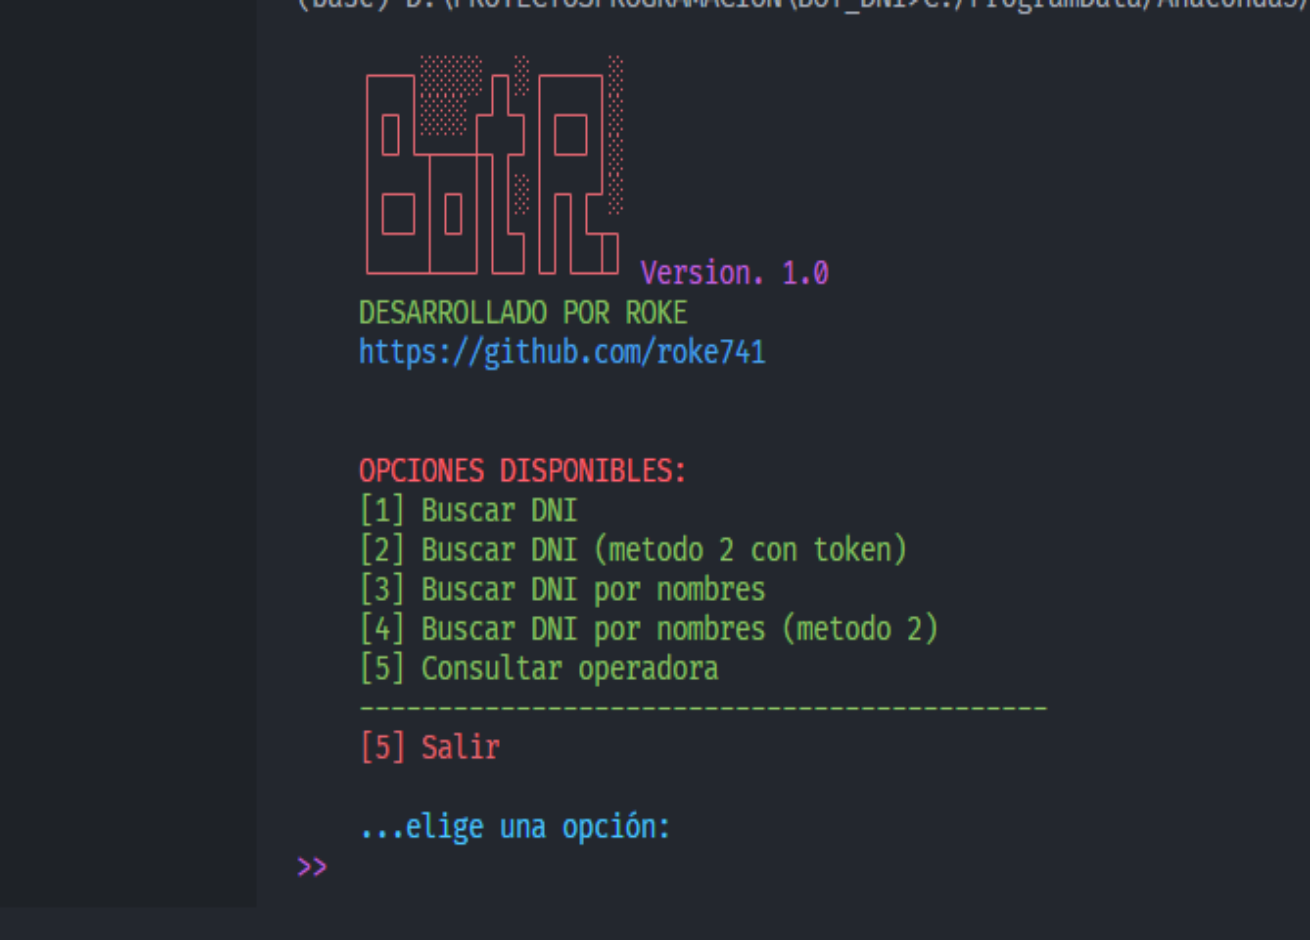 (base) D:\PROYECTOSPROGRAMACION\BOT_DNI>C:/ProgramData/Anaconda3/
BotR
Version. 1.0
DESARROLLADO POR ROKE
https://github.com/roke741
OPCIONES DISPONIBLES:
[1] Buscar DNI
[2] Buscar DNI (metodo 2 con token)
[3] Buscar DNI por nombres
[4] Buscar DNI por nombres (metodo 2)
[5] Consultar operadora
--------------------------------------------
[5] Salir
...elige una opción:
>>